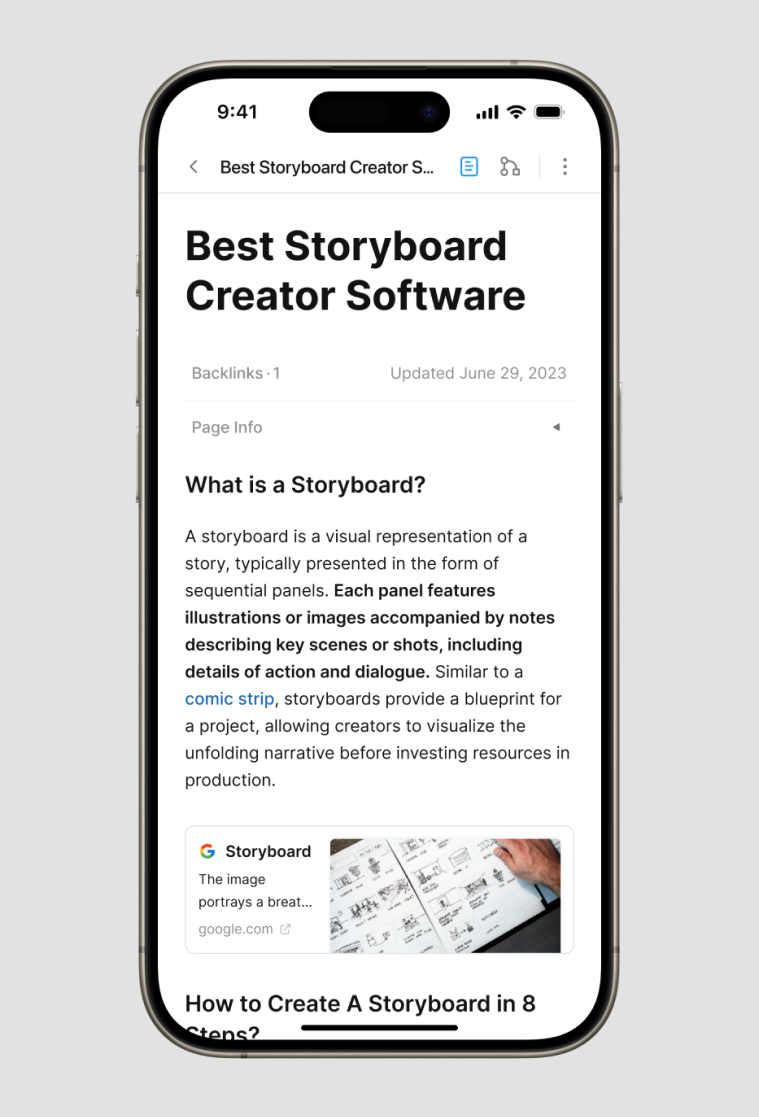 9:41
Best Storyboard Creator S...
Best Storyboard
Creator Software
Backlinks · 1
Updated June 29, 2023
Page Info
What is a Storyboard?
A storyboard is a visual representation of a
story, typically presented in the form of
sequential panels. Each panel features
illustrations or images accompanied by notes
describing key scenes or shots, including
details of action and dialogue. Similar to a
comic strip, storyboards provide a blueprint for
a project, allowing creators to visualize the
unfolding narrative before investing resources in
production.
Storyboard
The image
portrays a breat...
google.com
How to Create A Storyboard in 8
Steps?